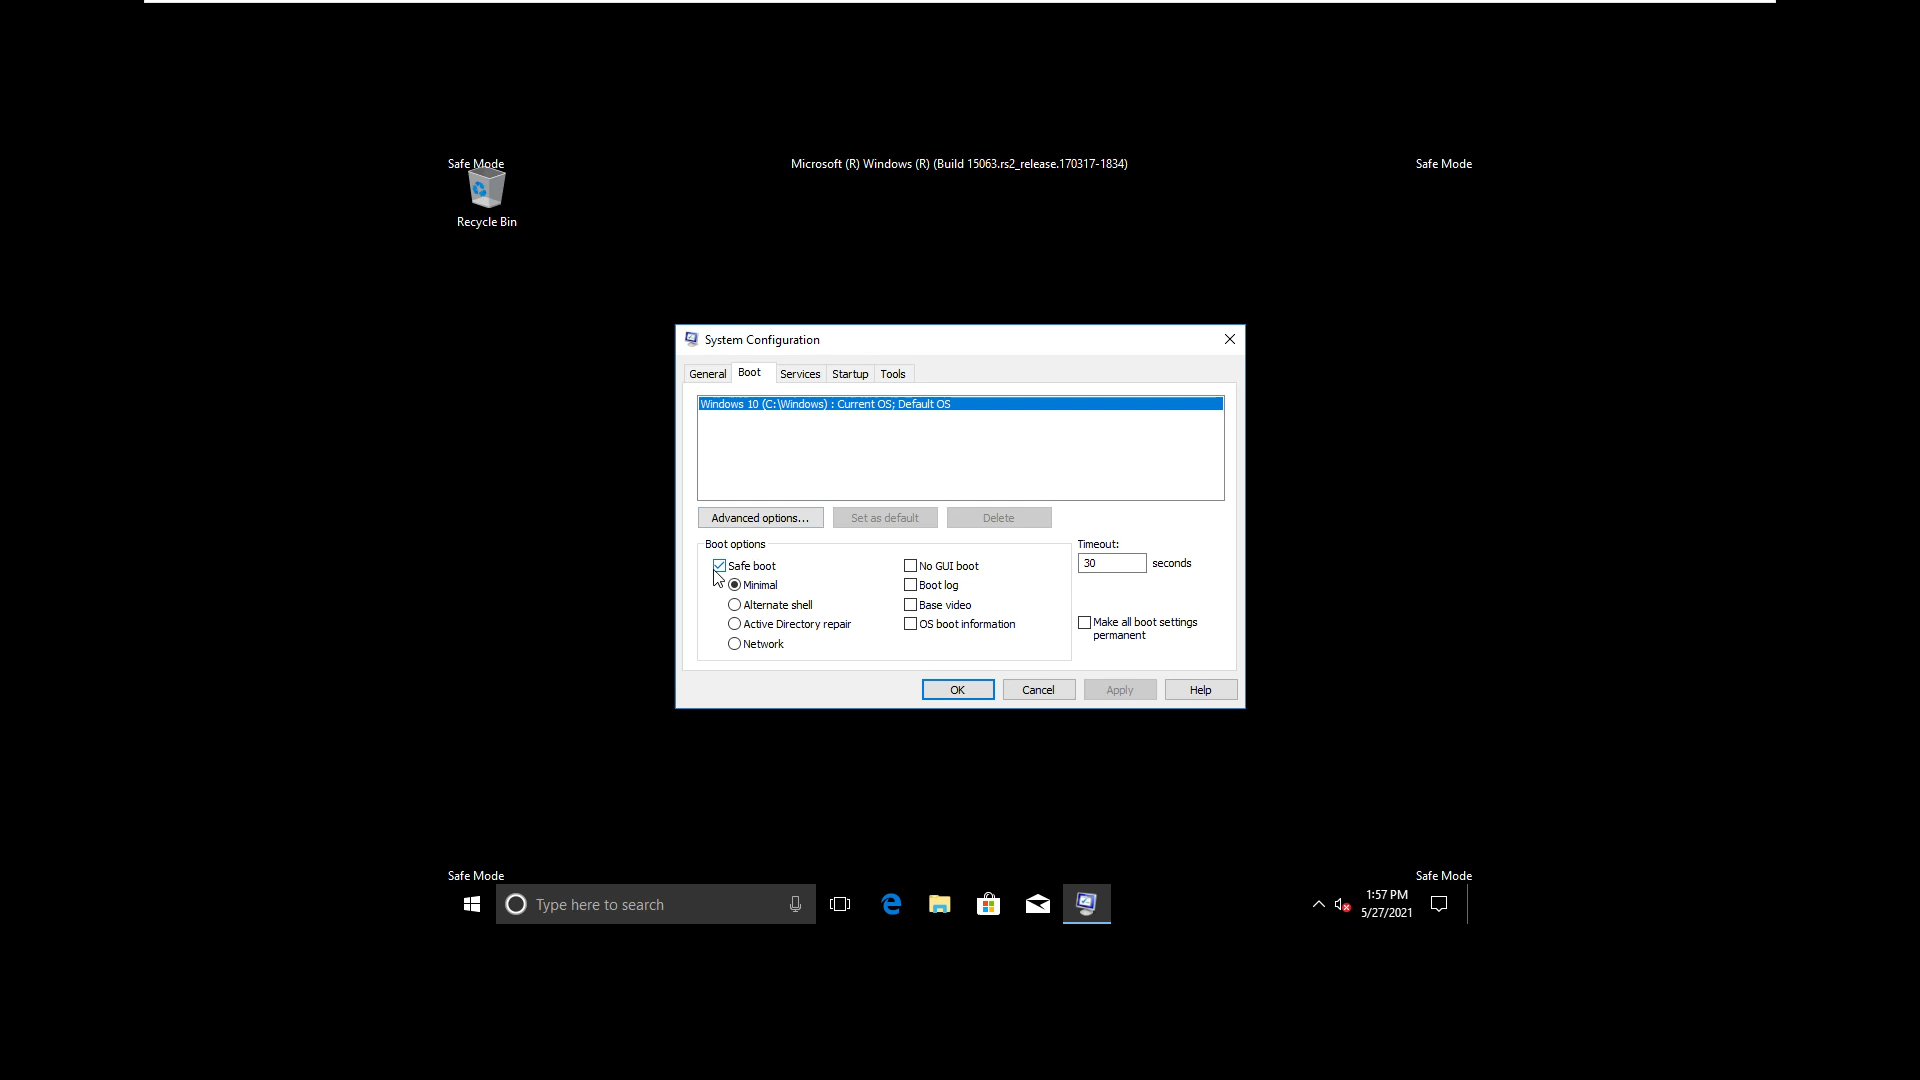 Safe Mode
Microsoft (R) Windows (R) (Build 15063.rs2_release.170317-1834)
Safe Mode
Recycle Bin
System Configuration
General
Boot
Services
Startup
Tools
Windows 10 (C:\Windows) : Current OS; Default OS
Advanced options...
Set as default
Delete
Boot options
Timeout:
Safe boot
No GUI boot
30
seconds
Minimal
Boot log
Alternate shell
Base video
Active Directory repair
OS boot information
Make all boot settings
permanent
Network
OK
Cancel
Apply
Help
Safe Mode
Safe Mode
Type here to search
1:57 PM
5/27/2021